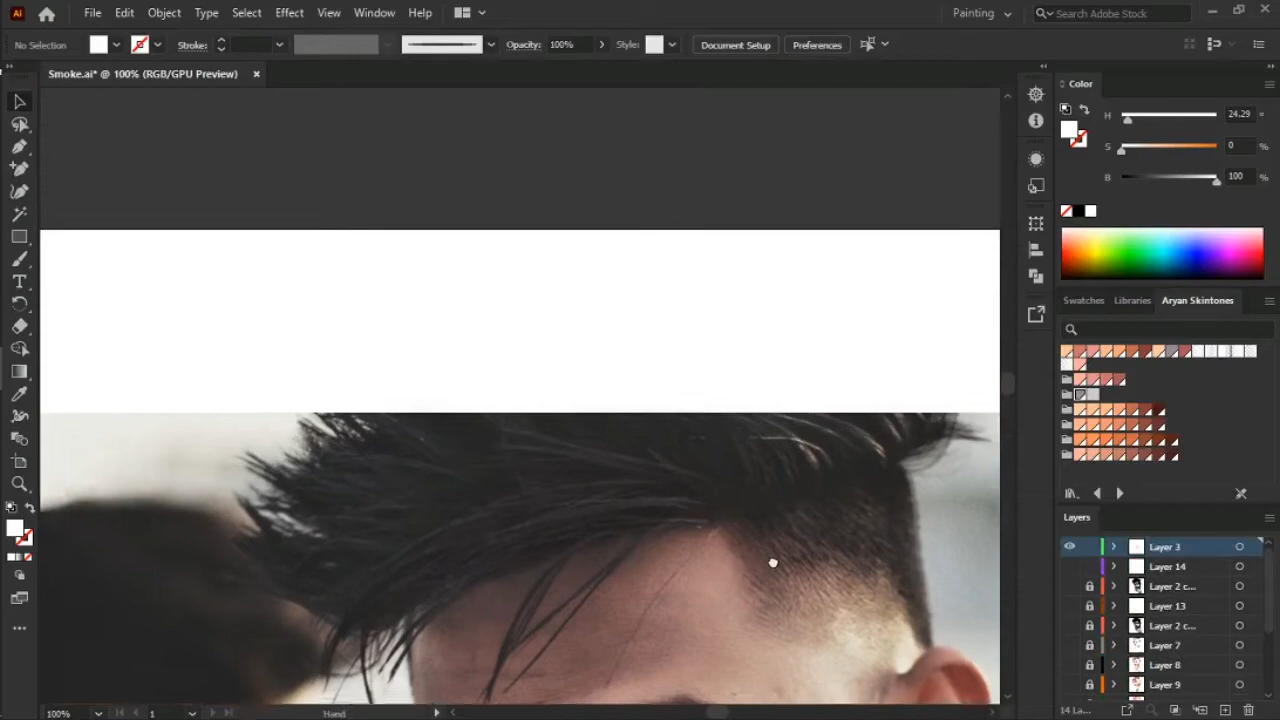 Ai File Edit Object Type Select Effect View Window Help Painting Search Adobe Stock
No Selection Stroke: Opacity: 100% Style: Document Setup Preferences
Smoke.ai* @ 100% (RGB/GPU Preview)
Color
H 24.29 °
S 0 %
B 100 %
Swatches Libraries Aryan Skintones
Layers
Layer 3
Layer 14
Layer 2 c...
Layer 13
Layer 2 c...
Layer 7
Layer 8
Layer 9
100% 1 Hand 14 La...